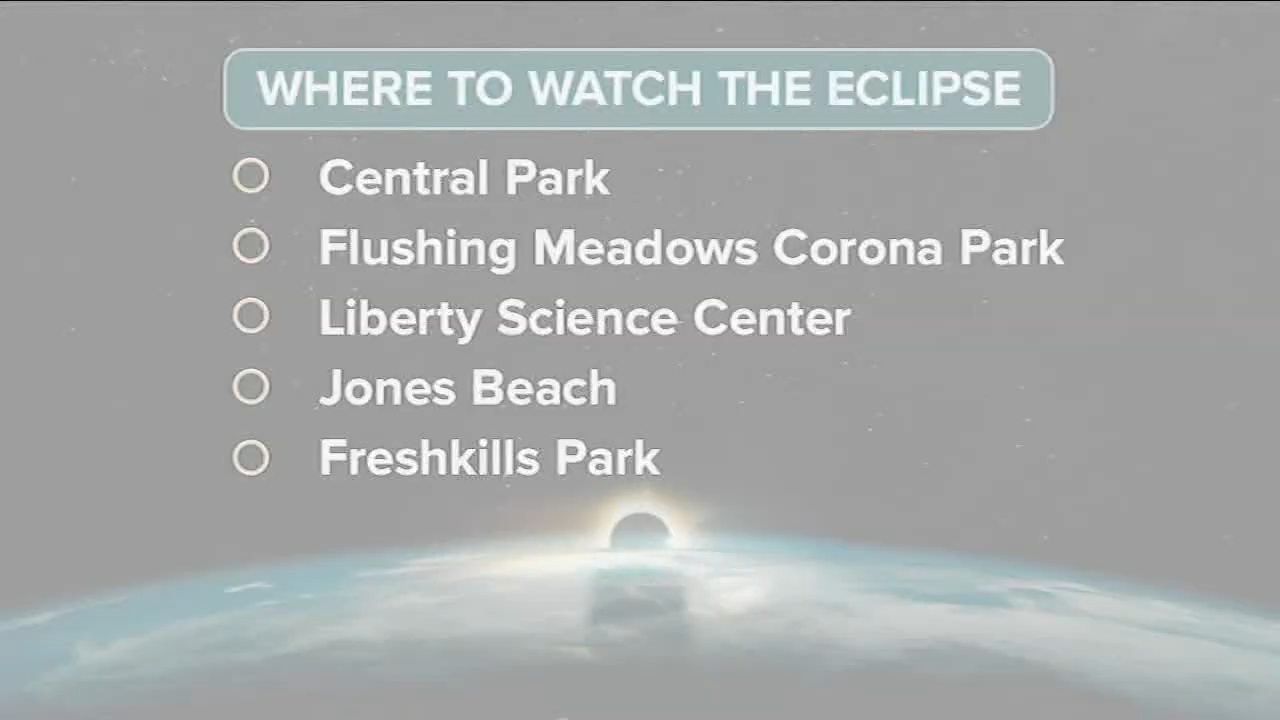 WHERE TO WATCH THE ECLIPSE
Central Park
Flushing Meadows Corona Park
Liberty Science Center
Jones Beach
Freshkills Park